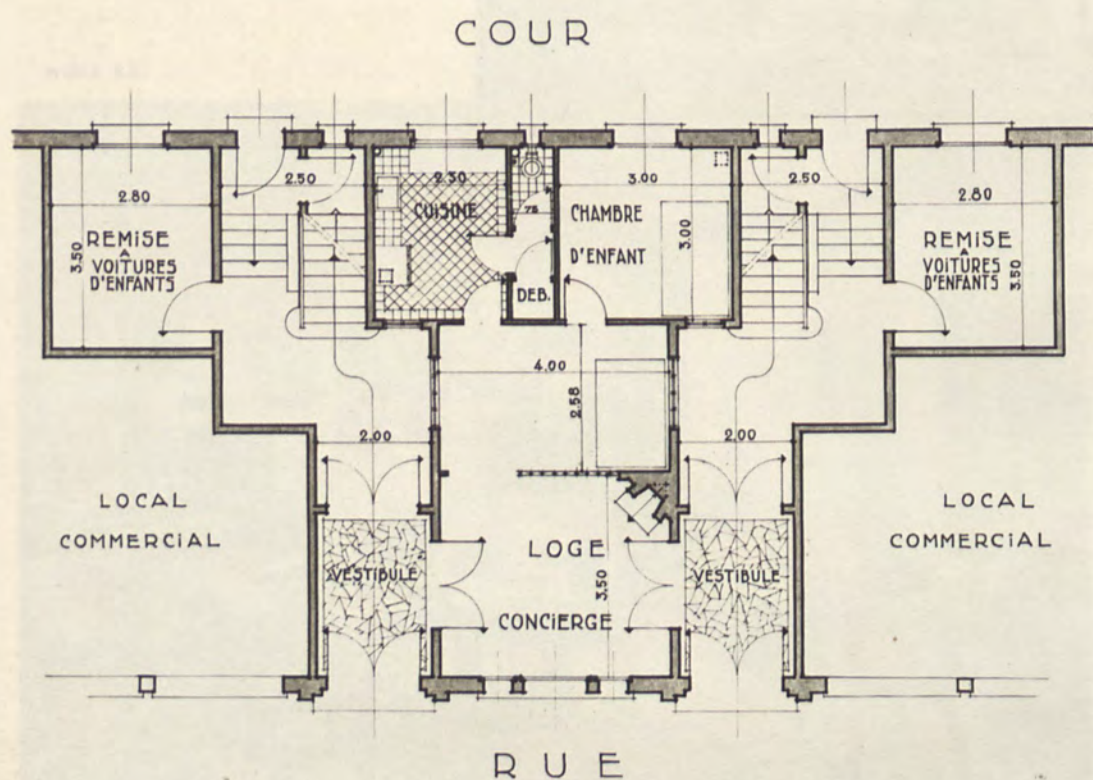 COUR
2.80
2.50
2.30
3.00
2.50
2.80
CUISINE
75
CHAMBRE
D'ENFANT
3.00
REMISE
A
VOITURES
D'ENFANTS
3.50
REMISE
A
VOITURES
D'ENFANTS
3.50
DEB.
4.00
2.58
2.00
2.00
LOCAL
COMMERCIAL
LOCAL
COMMERCIAL
VESTIBULE
LOGE
CONCIERGE
3.50
VESTIBULE
RUE